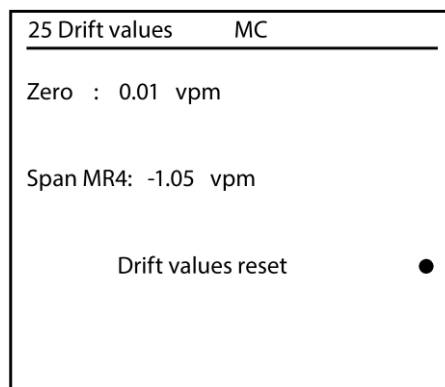 25 Drift values MC
Zero : 0.01 vpm
Span MR4: -1.05 vpm
Drift values reset